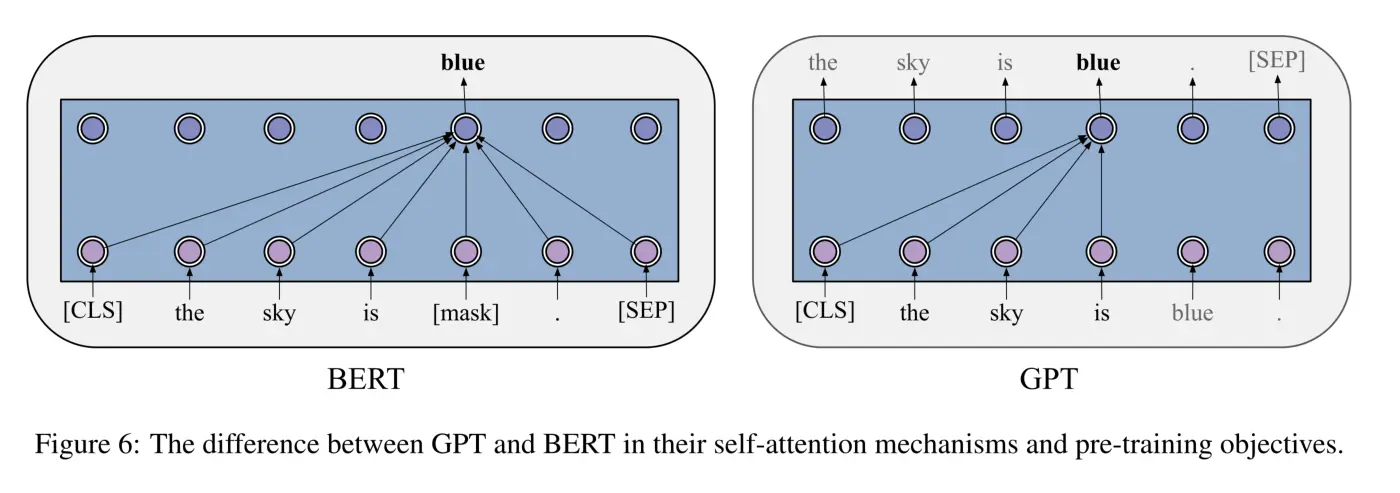 blue
[CLS] the sky is [mask] . [SEP]
BERT
the sky is blue . [SEP]
[CLS] the sky is blue .
GPT
Figure 6: The difference between GPT and BERT in their self-attention mechanisms and pre-training objectives.